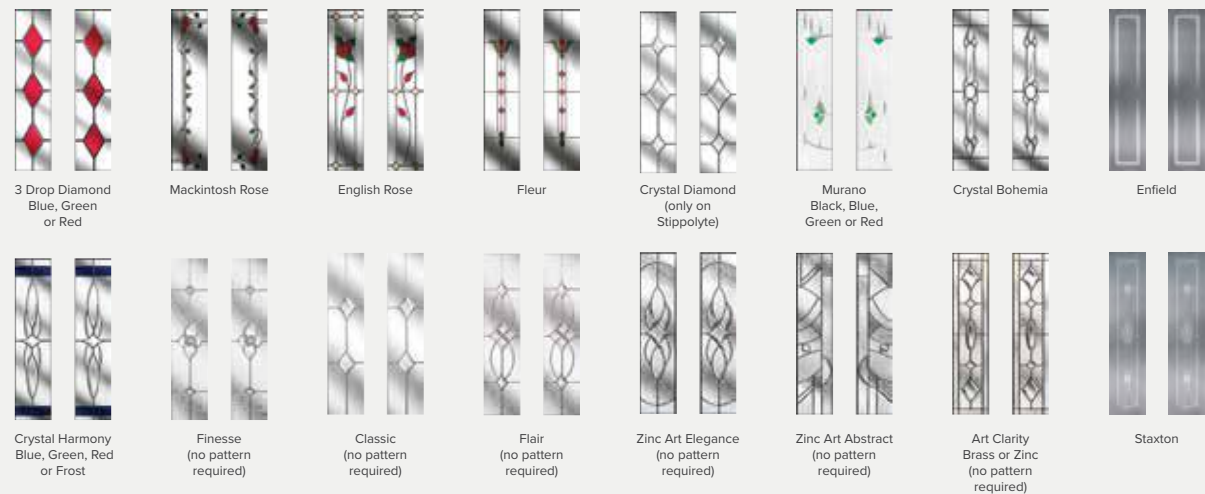 3 Drop Diamond
Blue, Green
or Red
Mackintosh Rose
English Rose
Fleur
Crystal Diamond
(only on
Stippolyte)
Murano
Black, Blue,
Green or Red
Crystal Bohemia
Enfield
Crystal Harmony
Blue, Green, Red
or Frost
Finesse
(no pattern
required)
Classic
(no pattern
required)
Flair
(no pattern
required)
Zinc Art Elegance
(no pattern
required)
Zinc Art Abstract
(no pattern
required)
Art Clarity
Brass or Zinc
(no pattern
required)
Staxton